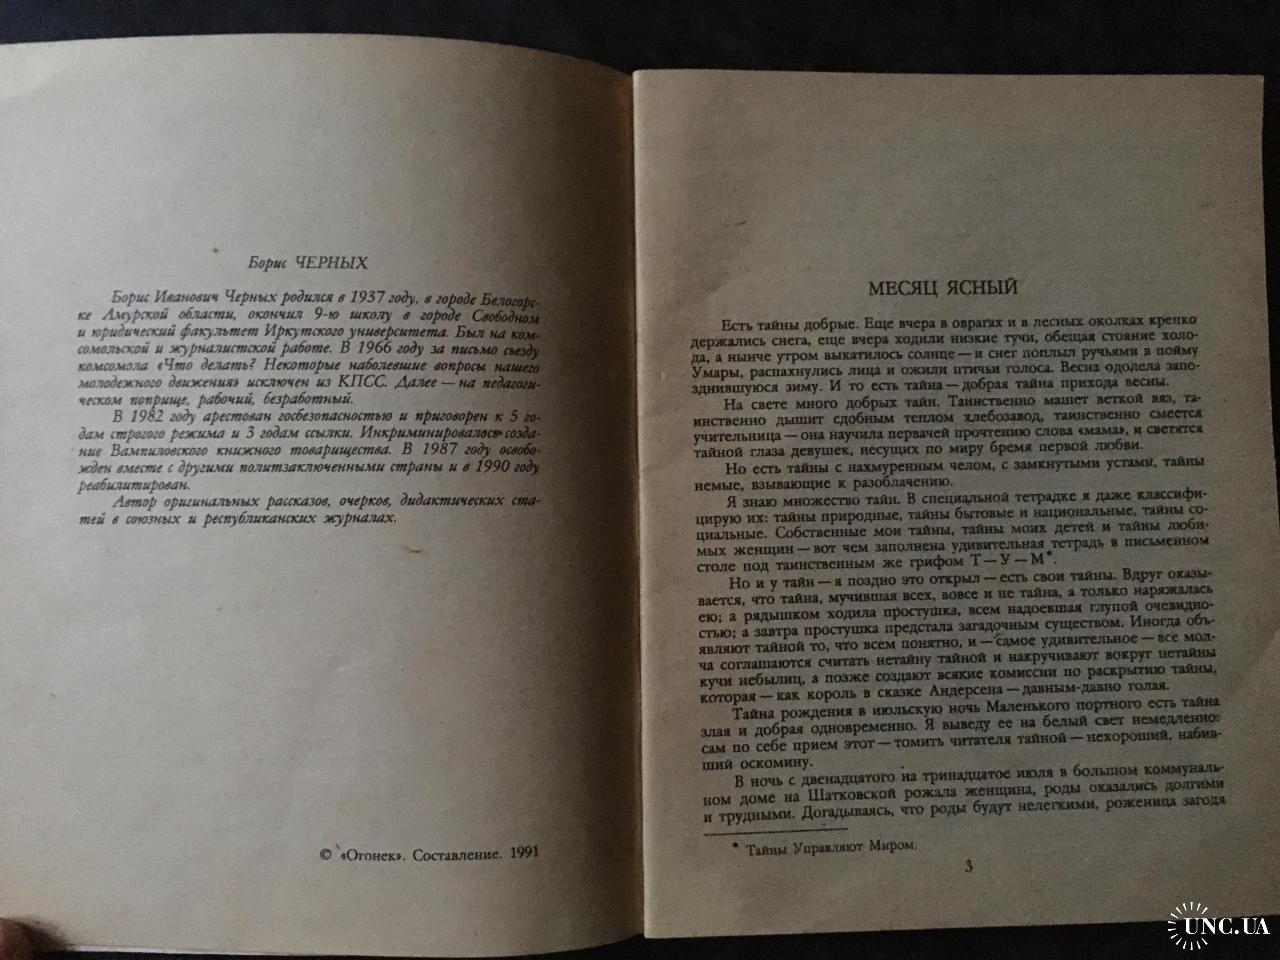 Борис ЧЕРНЫХ
Борис Иванович Черных родился в 1937 году, в городе Белогорс-
ке Амурской области, окончил 9-ю школу в городе Свободном
и юридический факультет Иркутского университета. Был на ком-
сомольской и журналистской работе. В 1966 году за письмо съезду
комсомола «Что делать? Некоторые наболевшие вопросы нашего
молодежного движения» исключен из КПСС. Далее — на педагоги-
ческом поприще, рабочий, безработный.
В 1982 году арестован госбезопасностью и приговорен к 5 го-
дам строгого режима и 3 годам ссылки. Инкриминировалось созда-
ние Вампиловского книжного товарищества. В 1987 году освобо-
жден вместе с другими политзаключенными страны и в 1990 году
реабилитирован.
Автор оригинальных рассказов, очерков, дидактических ста-
тей в союзных и республиканских журналах.
© «Огонек». Составление. 1991
МЕСЯЦ ЯСНЫЙ
Есть тайны добрые. Еще вчера в оврагах и в лесных околках крепко
держались снега, еще вчера ходили низкие тучи, обещая стояние холо-
да, а нынче утром выкатилось солнце — и снег поплыл ручьями в пойму
Умары, распахнулись лица и ожили птичьи голоса. Весна одолела запо-
зднившуюся зиму. И то есть тайна — добрая тайна прихода весны.
На свете много добрых тайн. Таинственно машет веткой вяз, та-
инственно дышит сдобным теплом хлебозавод, таинственно смеется
учительница — она научила первачей прочтению слова «мама», и светятся
тайной глаза девушек, несущих по миру бремя первой любви.
Но есть тайны с нахмуренным челом, с замкнутыми устами, тайны
немые, взывающие к разоблачению.
Я знаю множество тайн. В специальной тетрадке я даже классифи-
цирую их: тайны природные, тайны бытовые и национальные, тайны со-
циальные. Собственные мои тайны, тайны моих детей и тайны люби-
мых женщин — вот чем заполнена удивительная тетрадь в письменном
столе под таинственным же грифом Т — У — М*.
Но и у тайн — я поздно это открыл — есть свои тайны. Вдруг оказы-
вается, что тайна, мучившая всех, вовсе и не тайна, а только наряжалась
ею; а рядышком ходила простушка, всем надоевшая глупой очевидно-
стью; а завтра простушка предстала загадочным существом. Иногда объ-
являют тайной то, что всем понятно, и — самое удивительное — все мол-
ча соглашаются считать нетайну тайной и накручивают вокруг нетайны
кучи небылиц, а позже создают всякие комиссии по раскрытию тайны,
которая — как король в сказке Андерсена — давным-давно голая.
Тайна рождения в июльскую ночь Маленького портного есть тайна
злая и добрая одновременно. Я выведу ее на белый свет немедленно:
сам по себе прием этот — томить читателя тайной — нехороший, набив-
ший оскомину.
В ночь с двенадцатого на тринадцатое июля в большом коммуналь-
ном доме на Шатковской рожала женщина, роды оказались долгими
и трудными. Догадываясь, что роды будут нелегкими, роженица загодя
* Тайны Управляют Миром.
3
UNC.UA